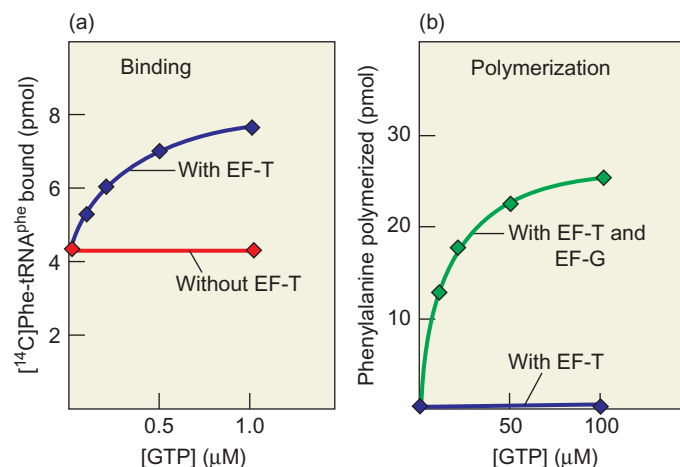 (a)
Binding
[¹⁴C]Phe-tRNAᵖʰᵉ bound (pmol)
8
6
4
2
With EF-T
Without EF-T
0.5
1.0
[GTP] (μM)
(b)
Polymerization
Phenylalanine polymerized (pmol)
30
20
10
With EF-T and
EF-G
With EF-T
50
100
[GTP] (μM)